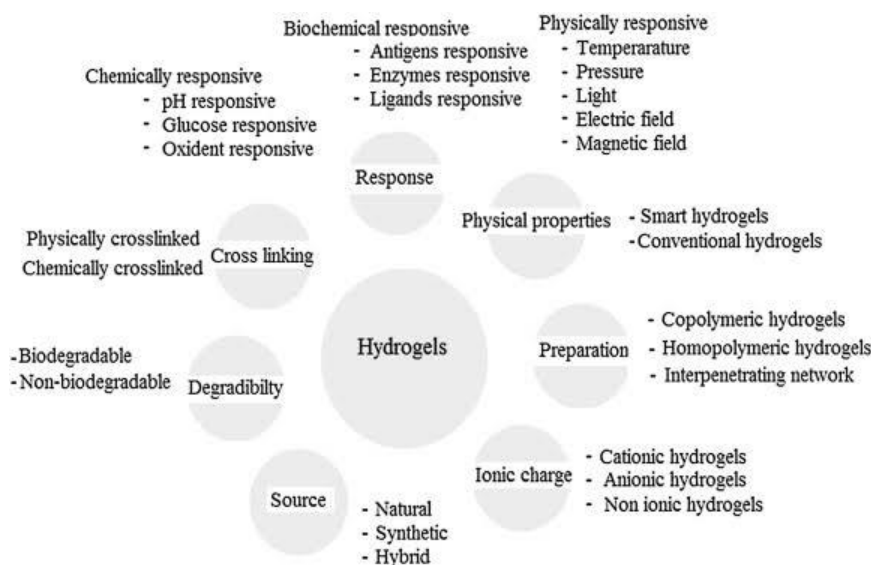 Biochemical responsive
- Antigens responsive
- Enzymes responsive
- Ligands responsive
Physically responsive
- Temperarature
- Pressure
- Light
- Electric field
- Magnetic field
Chemically responsive
- pH responsive
- Glucose responsive
- Oxident responsive
Response
Physical properties
- Smart hydrogels
- Conventional hydrogels
Physically crosslinked
Chemically crosslinked
Cross linking
Hydrogels
Preparation
- Copolymeric hydrogels
- Homopolymeric hydrogels
- Interpenetrating network
-Biodegradable
-Non-biodegradable
Degradibilty
Ionic charge
- Cationic hydrogels
- Anionic hydrogels
- Non ionic hydrogels
Source
- Natural
- Synthetic
- Hybrid